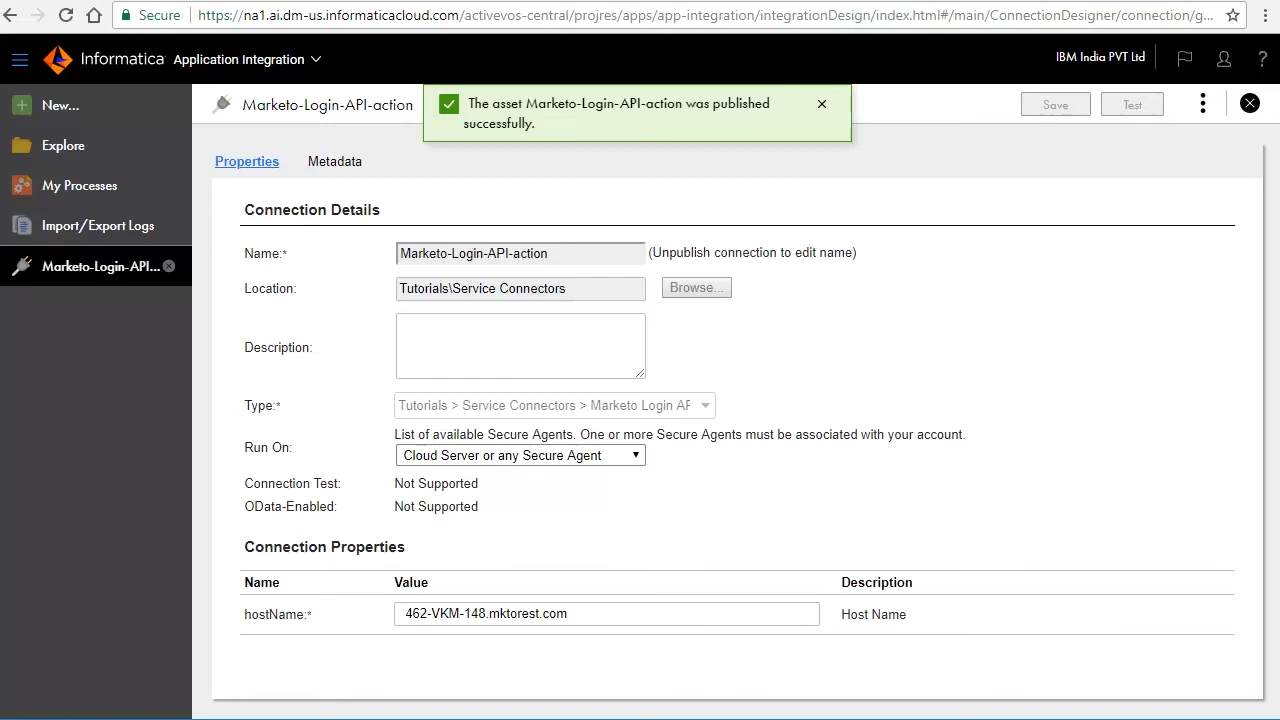 Secure https://na1.ai.dm-us.informaticacloud.com/activevos-central/projres/apps/app-integration/integrationDesign/index.html#/main/ConnectionDesigner/connection/g...
Informatica Application Integration IBM India PVT Ltd ?
New...
Explore
My Processes
Import/Export Logs
Marketo-Login-API...
Marketo-Login-API-action
The asset Marketo-Login-API-action was published
successfully.
Save Test
Properties Metadata
Connection Details
Name:* Marketo-Login-API-action (Unpublish connection to edit name)
Location: Tutorials\Service Connectors Browse...
Description:
Type:* Tutorials > Service Connectors > Marketo Login AP
List of available Secure Agents. One or more Secure Agents must be associated with your account.
Run On: Cloud Server or any Secure Agent
Connection Test: Not Supported
OData-Enabled: Not Supported
Connection Properties
Name Value Description
hostName:* 462-VKM-148.mktorest.com Host Name